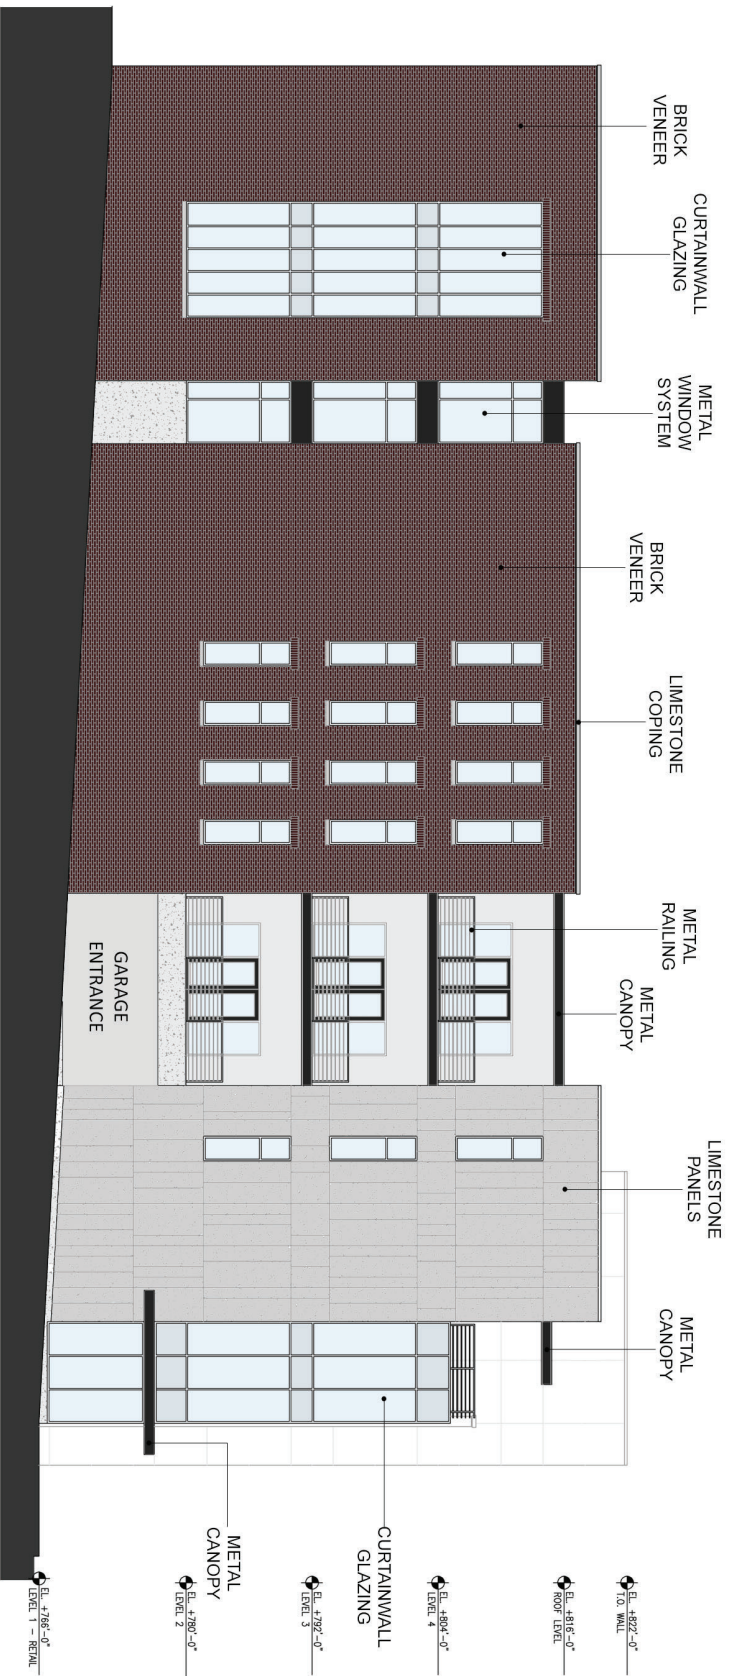 BRICK
VENEER
CURTAINWALL
GLAZING
METAL
WINDOW
SYSTEM
BRICK
VENEER
LIMESTONE
COPING
METAL
RAILING
METAL
CANOPY
LIMESTONE
PANELS
METAL
CANOPY
GARAGE
ENTRANCE
CURTAINWALL
GLAZING
METAL
CANOPY
EL. +822'-0"
T.O. WALL
EL. +816'-0"
ROOF LEVEL
EL. +804'-0"
LEVEL 4
EL. +792'-0"
LEVEL 3
EL. +780'-0"
LEVEL 2
EL. +766'-0"
LEVEL 1 - RETAIL